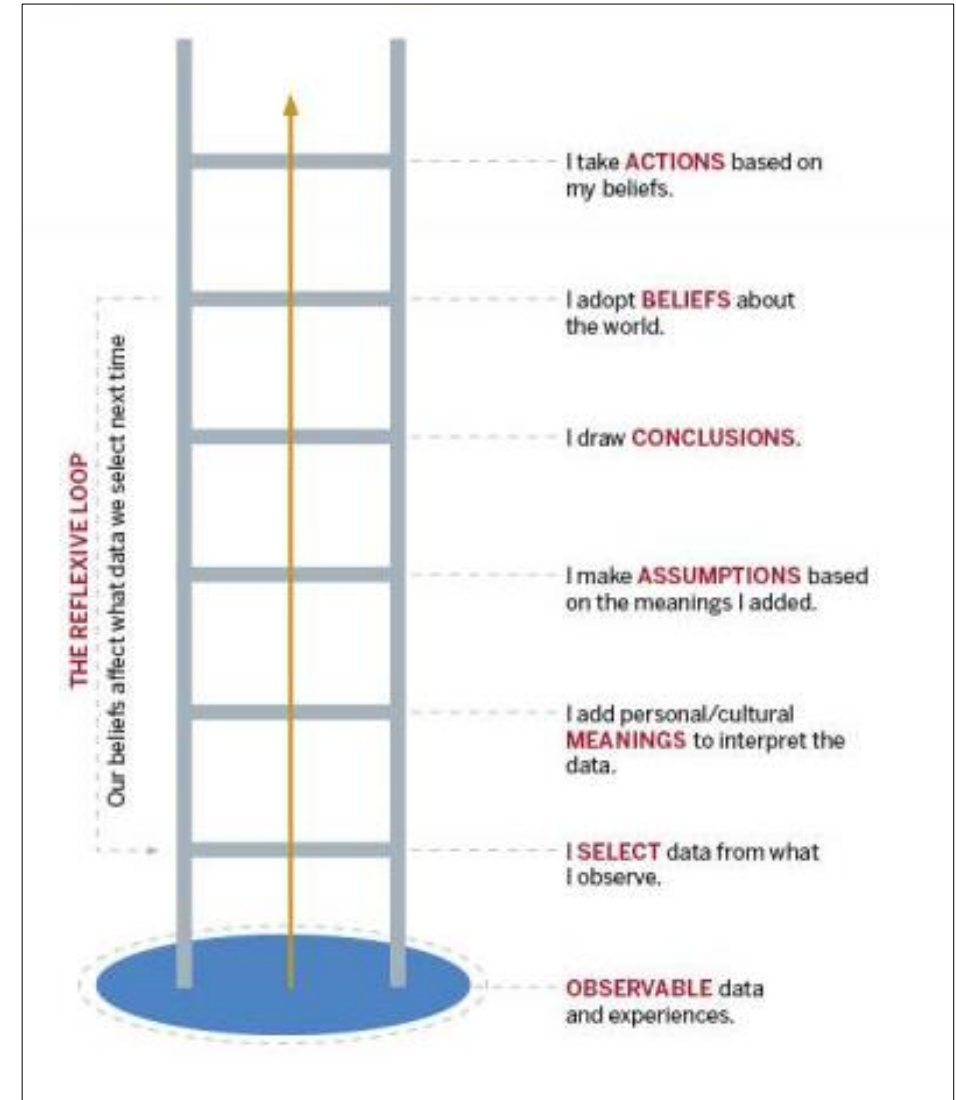 I take ACTIONS based on
my beliefs.
I adopt BELIEFS about
the world.
I draw CONCLUSIONS.
I make ASSUMPTIONS based
on the meanings I added.
I add personal/cultural
MEANINGS to interpret the
data.
I SELECT data from what
I observe.
OBSERVABLE data
and experiences.
THE REFLEXIVE LOOP
Our beliefs affect what data we select next time